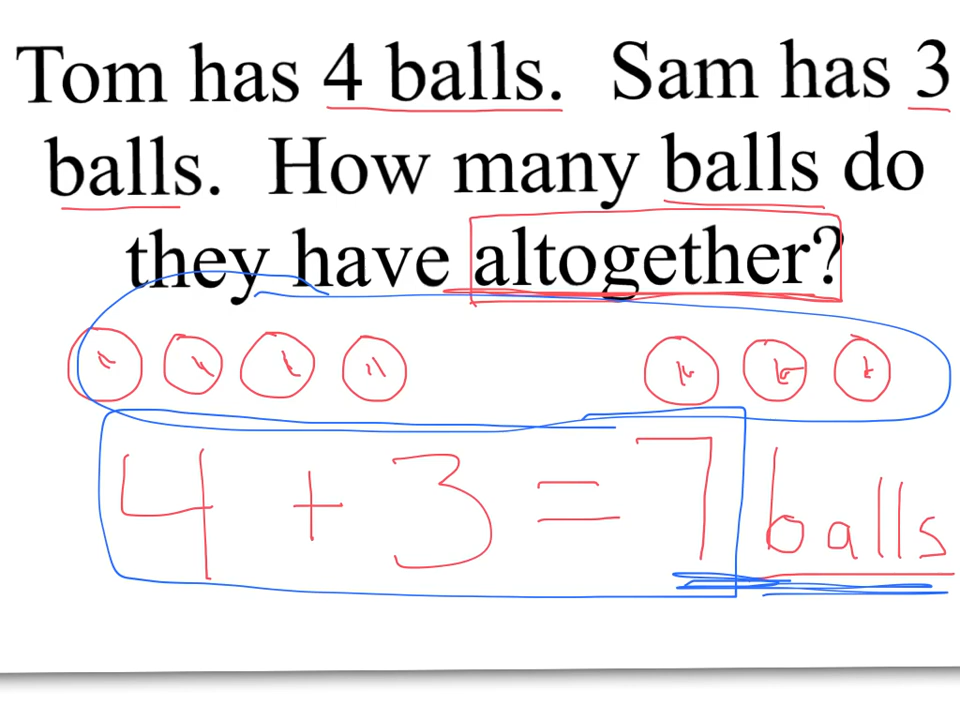 Tom has 4 balls. Sam has 3
balls. How many balls do
they have altogether?
4 + 3 = 7 balls